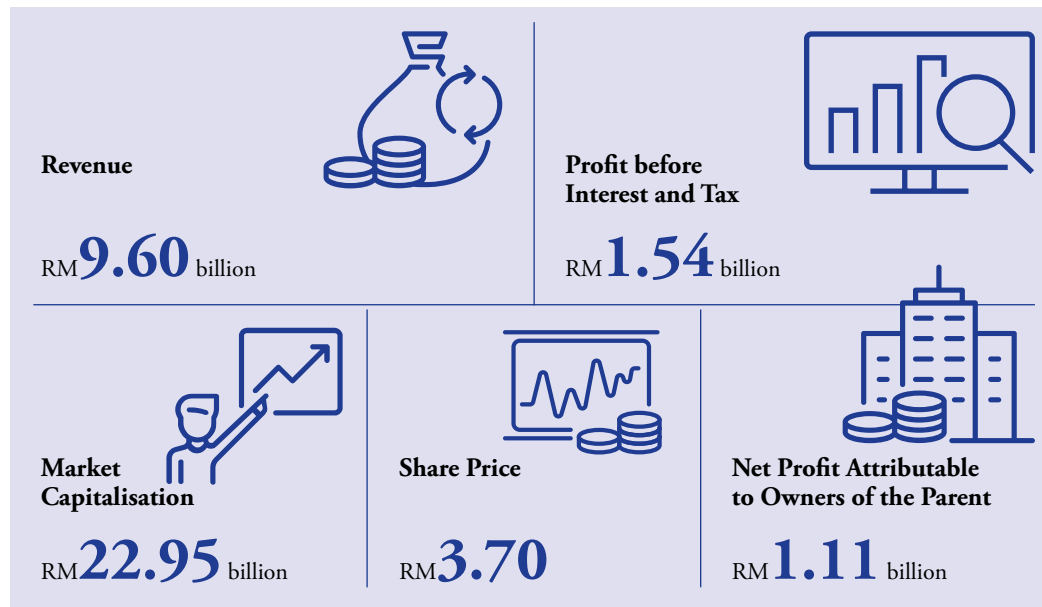 Revenue
RM9.60 billion
Profit before
Interest and Tax
RM1.54 billion
Market
Capitalisation
RM22.95 billion
Share Price
RM3.70
Net Profit Attributable
to Owners of the Parent
RM1.11 billion